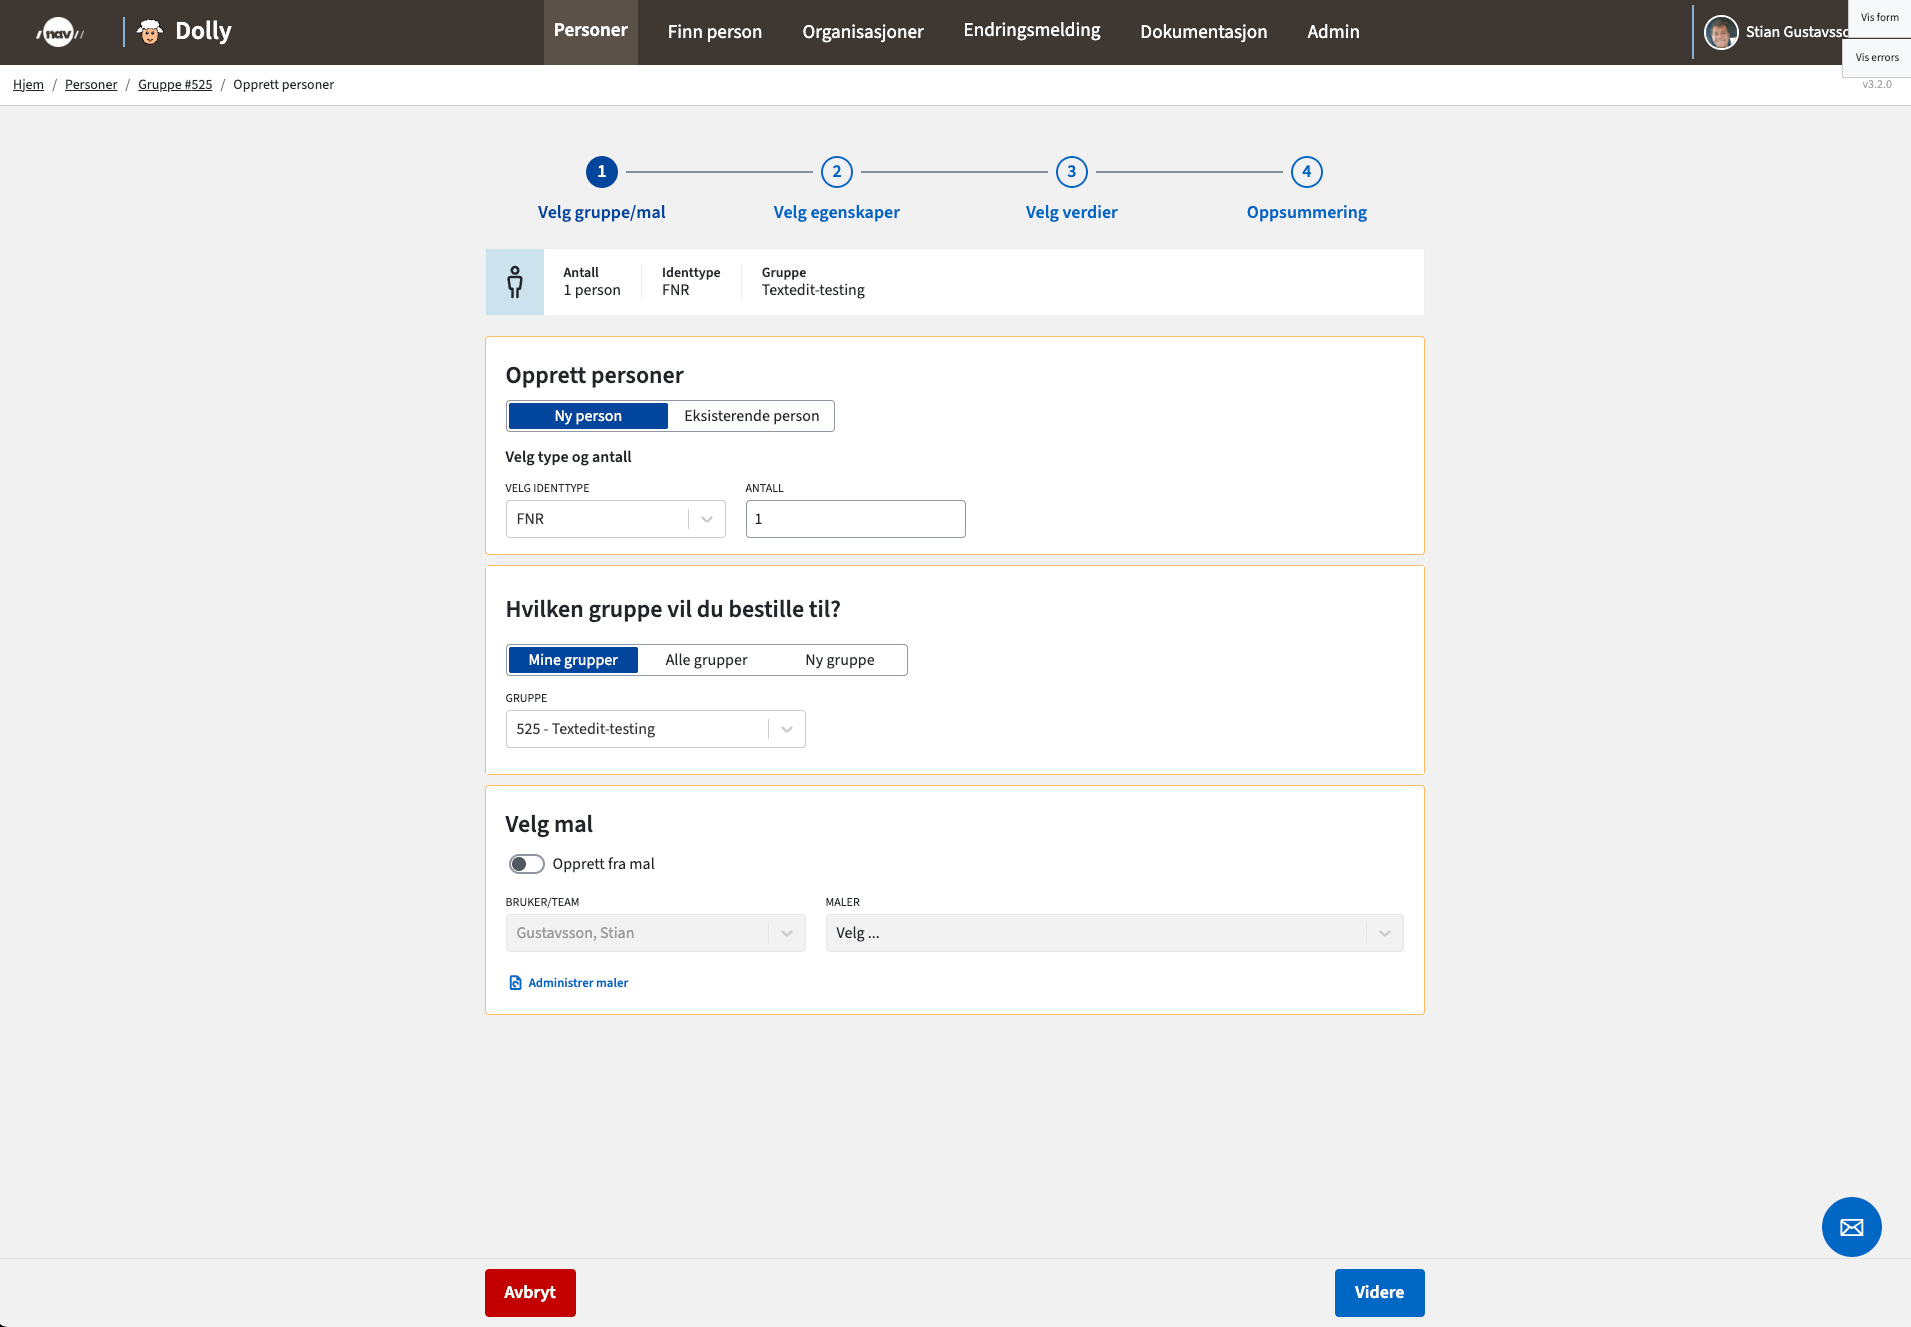 nav
Dolly
Personer
Finn person
Organisasjoner
Endringsmelding
Dokumentasjon
Admin
Stian Gustavsso
Vis form
Vis errors
v3.2.0
Hjem / Personer / Gruppe #525 / Opprett personer
1
2
3
4
Velg gruppe/mal
Velg egenskaper
Velg verdier
Oppsummering
Antall
1 person
Identtype
FNR
Gruppe
Textedit-testing
Opprett personer
Ny person
Eksisterende person
Velg type og antall
VELG IDENTTYPE
FNR
ANTALL
1
Hvilken gruppe vil du bestille til?
Mine grupper
Alle grupper
Ny gruppe
GRUPPE
525 - Textedit-testing
Velg mal
Opprett fra mal
BRUKER/TEAM
Gustavsson, Stian
MALER
Velg ...
Administrer maler
Avbryt
Videre